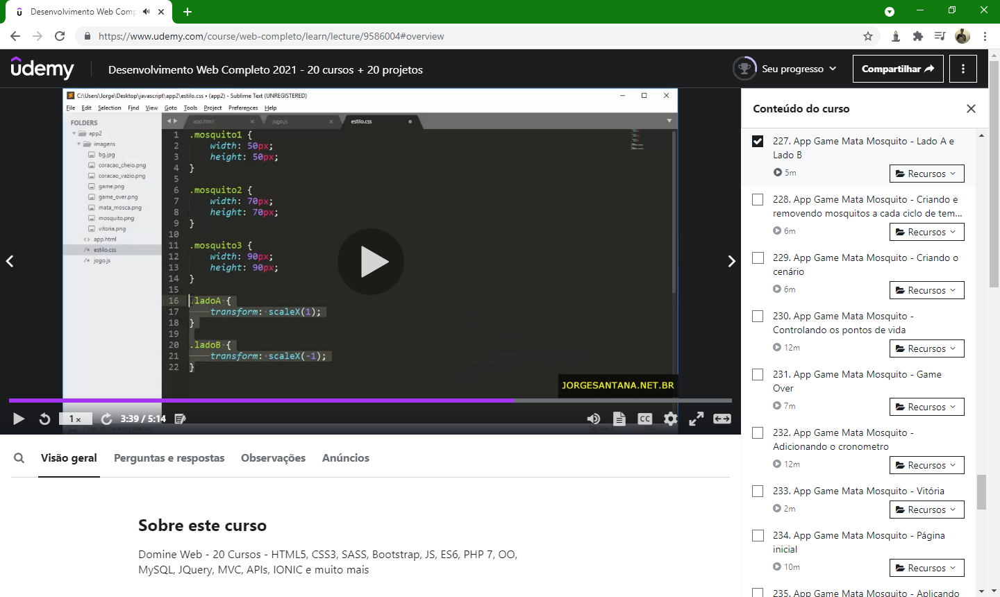 Desenvolvimento Web Comp
https://www.udemy.com/course/web-completo/learn/lecture/9586004#overview
udemy
Desenvolvimento Web Completo 2021 - 20 cursos + 20 projetos
Seu progresso
Compartilhar
C:\Users\Jorge\Desktop\javascript\app2\estilo.css • (app2) - Sublime Text (UNREGISTERED)
File Edit Selection Find View Goto Tools Project Preferences Help
FOLDERS
app2
imagens
bg.jpg
coracao_cheio.png
coracao_vazio.png
game.png
game_over.png
mata_mosca.png
mosquito.png
vitoria.png
app.html
estilo.css
jogo.js
app.html
jogo.js
estilo.css
1 .mosquito1 {
2 width: 50px;
3 height: 50px;
4 }
5
6 .mosquito2 {
7 width: 70px;
8 height: 70px;
9 }
10
11 .mosquito3 {
12 width: 90px;
13 height: 90px;
14 }
15
16 .ladoA {
17 transform: scaleX(1);
18 }
19
20 .ladoB {
21 transform: scaleX(-1);
22 }
JORGESANTANA.NET.BR
1x
3:39 / 5:14
CC
Visão geral
Perguntas e respostas
Observações
Anúncios
Sobre este curso
Domine Web - 20 Cursos - HTML5, CSS3, SASS, Bootstrap, JS, ES6, PHP 7, OO,
MySQL, JQuery, MVC, APIs, IONIC e muito mais
Conteúdo do curso
227. App Game Mata Mosquito - Lado A e
Lado B
5m
Recursos
228. App Game Mata Mosquito - Criando e
removendo mosquitos a cada ciclo de tem...
6m
Recursos
229. App Game Mata Mosquito - Criando o
cenário
6m
Recursos
230. App Game Mata Mosquito -
Controlando os pontos de vida
12m
Recursos
231. App Game Mata Mosquito - Game
Over
7m
Recursos
232. App Game Mata Mosquito -
Adicionando o cronometro
12m
Recursos
233. App Game Mata Mosquito - Vitória
2m
Recursos
234. App Game Mata Mosquito - Página
inicial
10m
Recursos
235. App Game Mata Mosquito - Aplicando